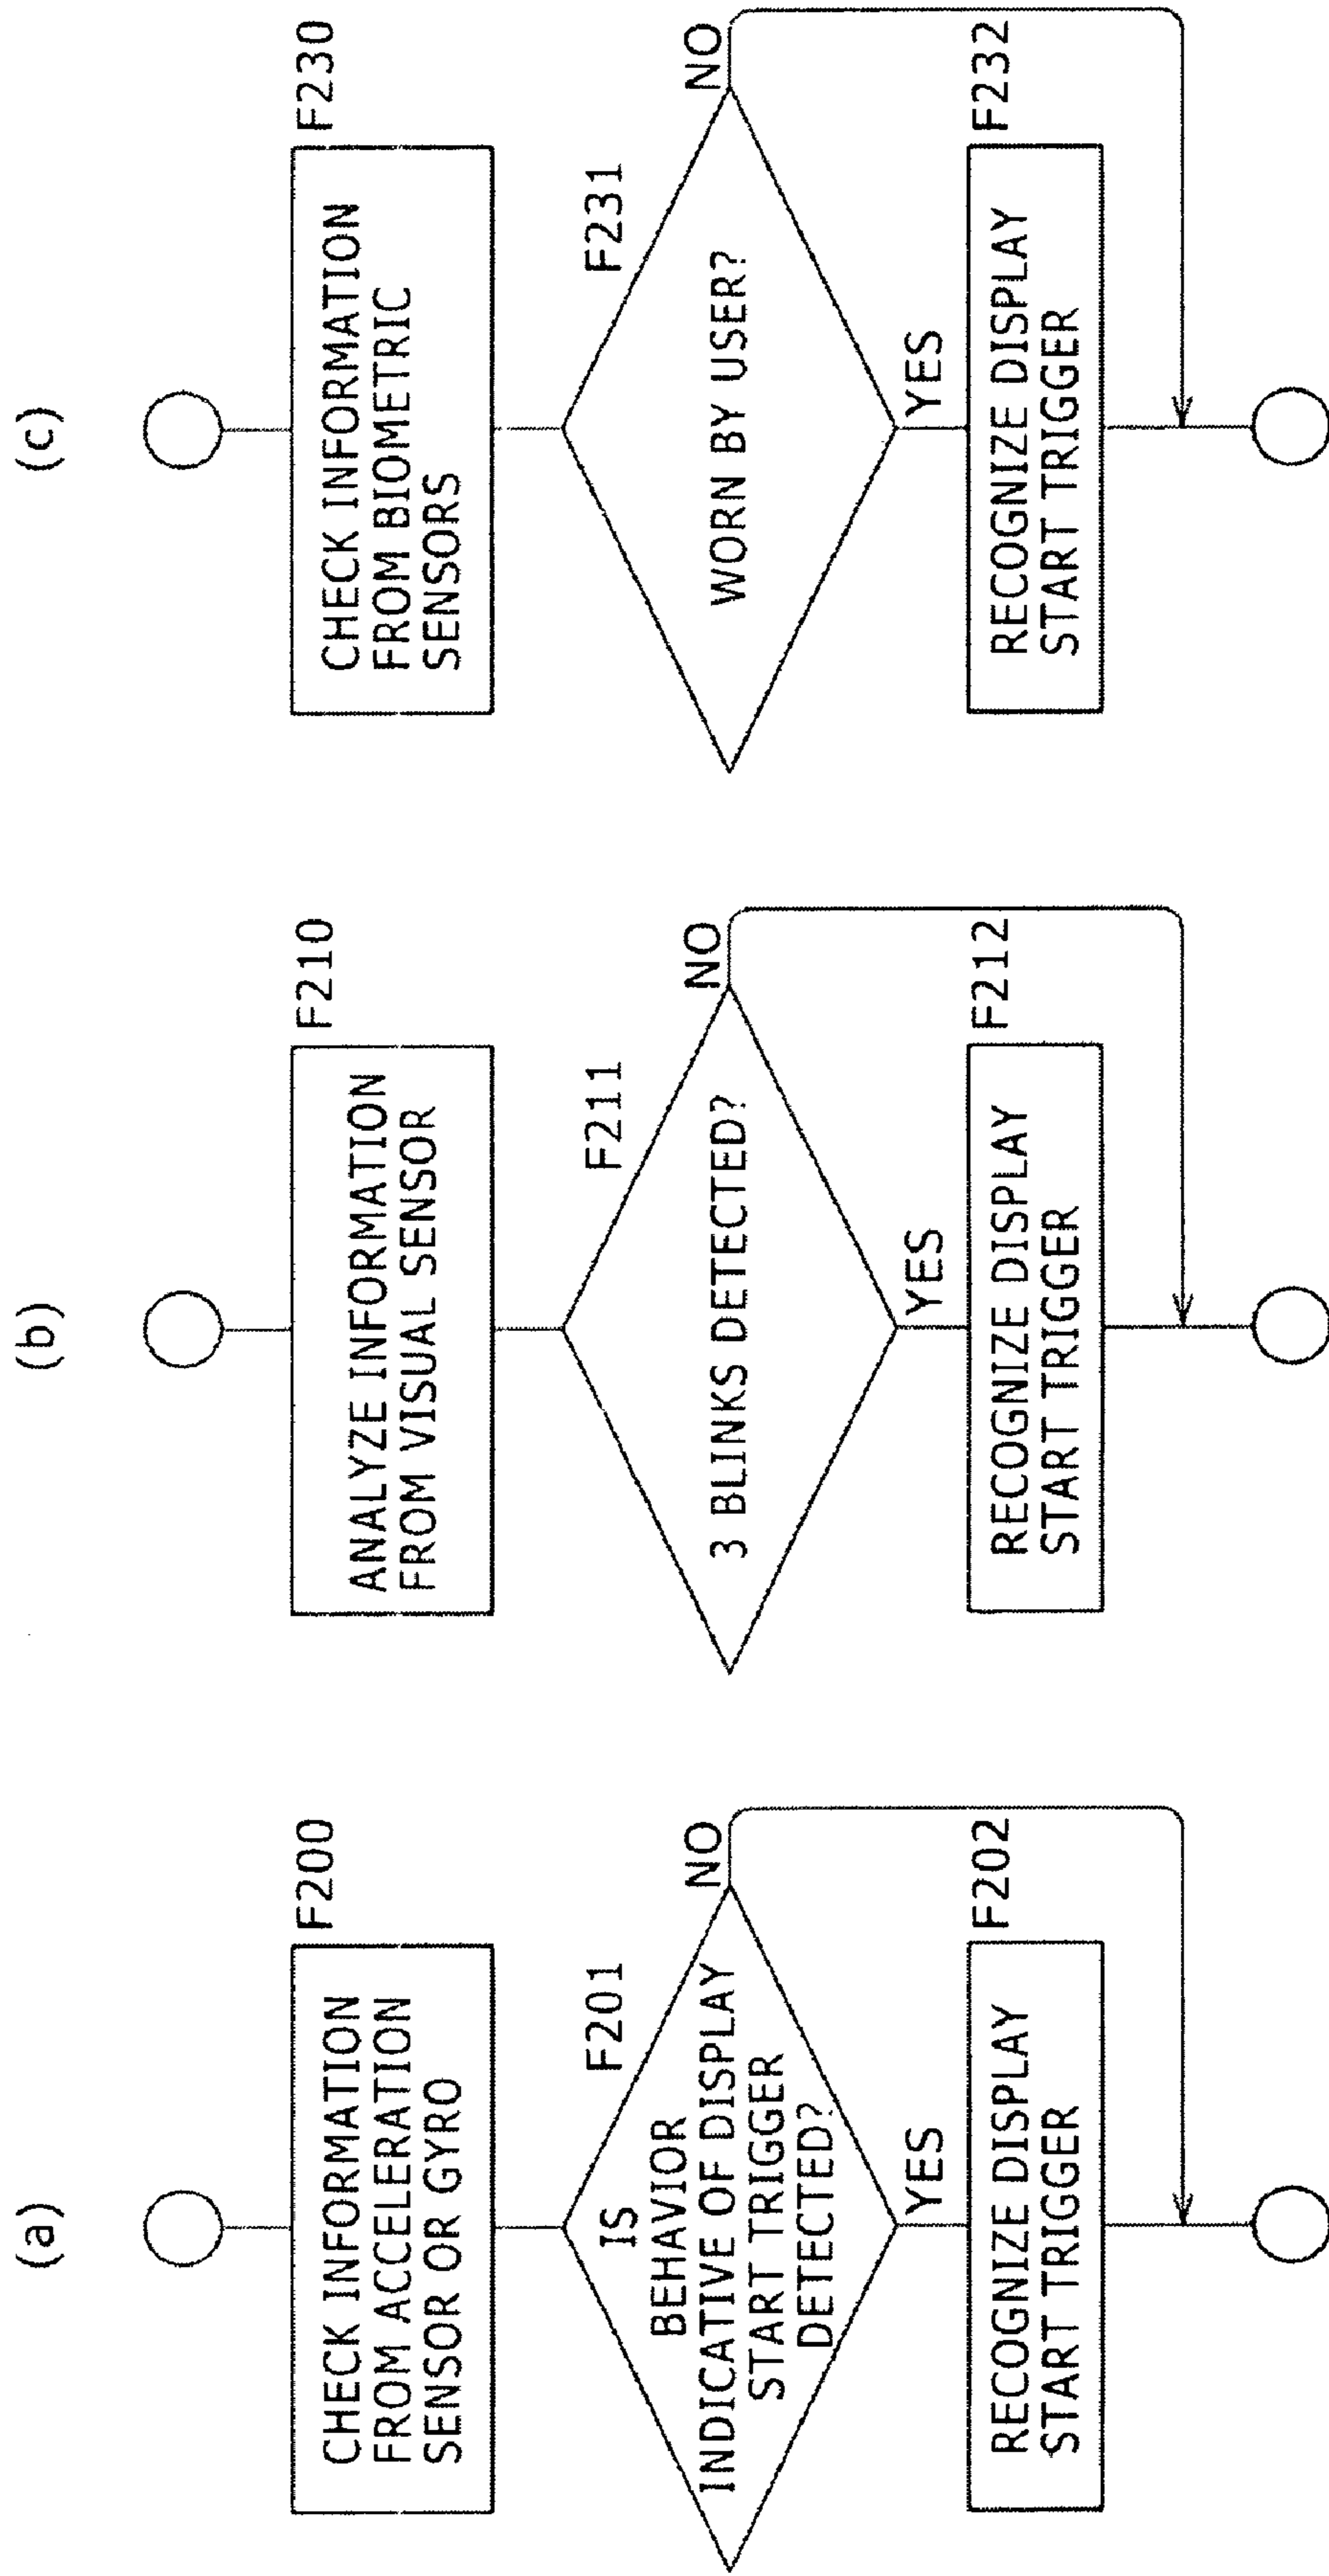 (a)
F200
CHECK INFORMATION
FROM ACCELERATION
SENSOR OR GYRO
F201
IS
BEHAVIOR
INDICATIVE OF DISPLAY
START TRIGGER
DETECTED?
NO
YES
F202
RECOGNIZE DISPLAY
START TRIGGER
(b)
F210
ANALYZE INFORMATION
FROM VISUAL SENSOR
F211
3 BLINKS DETECTED?
NO
YES
F212
RECOGNIZE DISPLAY
START TRIGGER
(c)
F230
CHECK INFORMATION
FROM BIOMETRIC
SENSORS
F231
WORN BY USER?
NO
YES
F232
RECOGNIZE DISPLAY
START TRIGGER